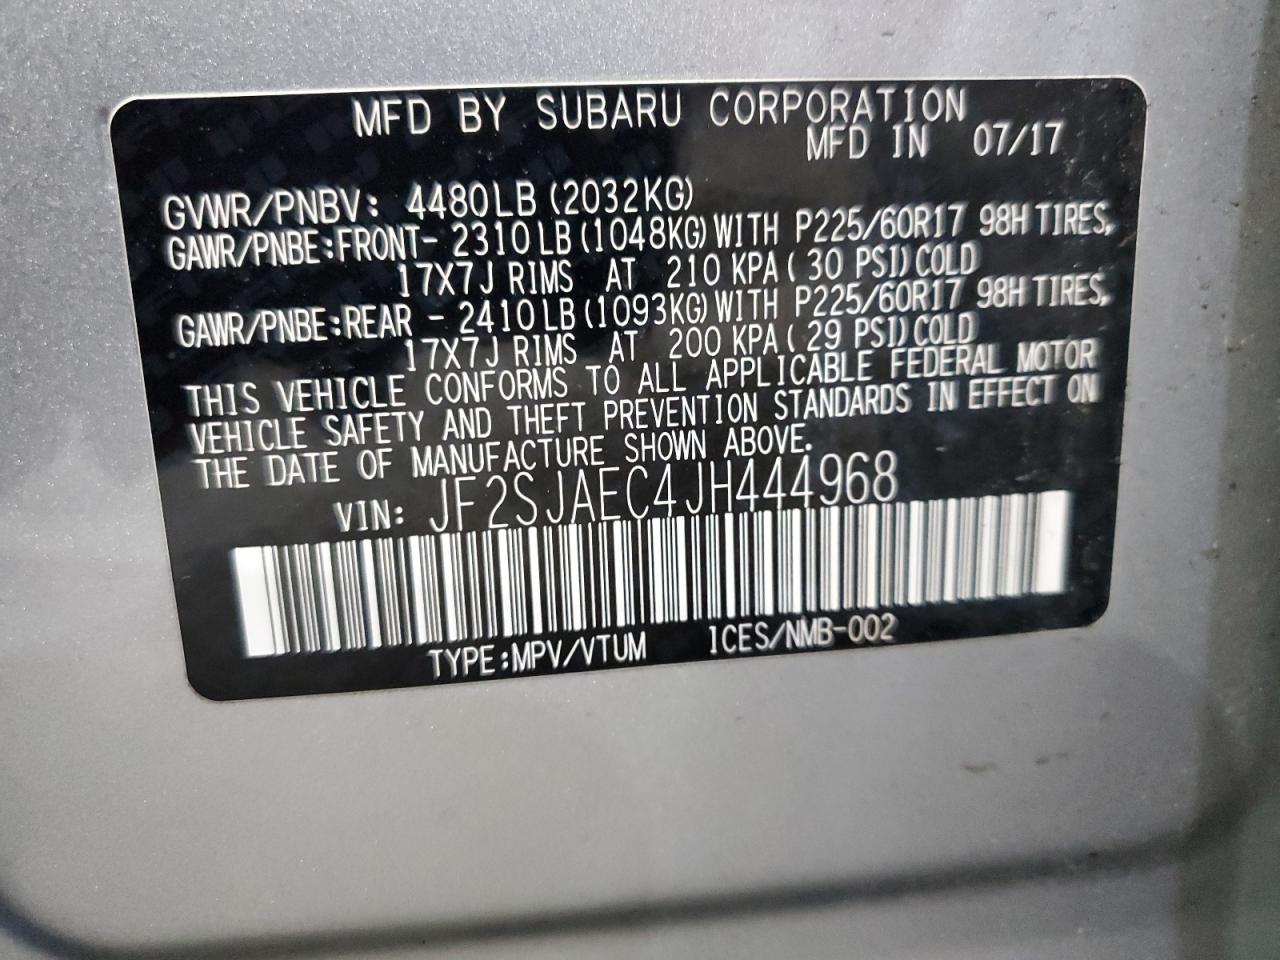 MFD BY SUBARU CORPORATION
MFD IN 07/17
GVWR/PNBV: 4480LB (2032KG)
GAWR/PNBE:FRONT- 2310LB (1048KG) WITH P225/60R17 98H TIRES,
17X7J RIMS AT 210 KPA ( 30 PSI) COLD
GAWR/PNBE:REAR - 2410LB (1093KG) WITH P225/60R17 98H TIRES,
17X7J RIMS AT 200 KPA ( 29 PSI) COLD
THIS VEHICLE CONFORMS TO ALL APPLICABLE FEDERAL MOTOR
VEHICLE SAFETY AND THEFT PREVENTION STANDARDS IN EFFECT ON
THE DATE OF MANUFACTURE SHOWN ABOVE.
VIN: JF2SJAEC4JH444968
TYPE:MPV/VTUM ICES/NMB-002